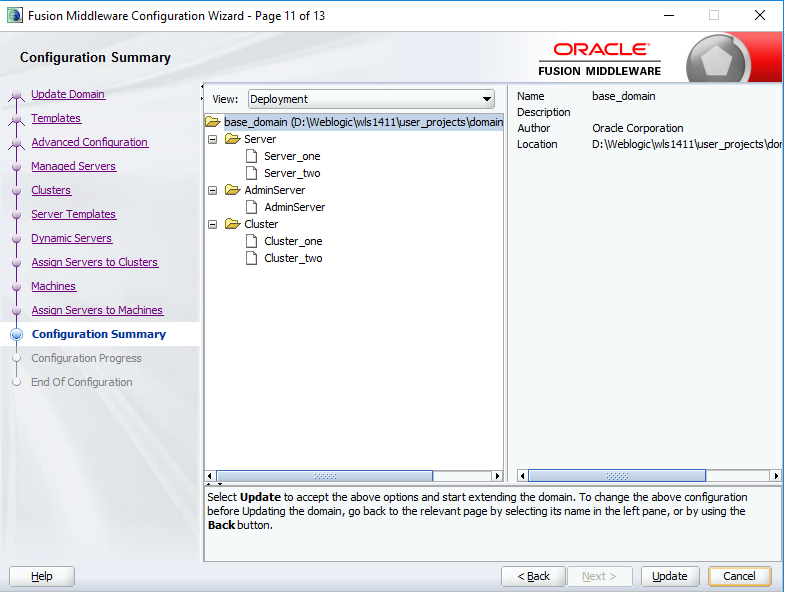 Fusion Middleware Configuration Wizard - Page 11 of 13
Configuration Summary
ORACLE
FUSION MIDDLEWARE
Update Domain
Templates
Advanced Configuration
Managed Servers
Clusters
Server Templates
Dynamic Servers
Assign Servers to Clusters
Machines
Assign Servers to Machines
Configuration Summary
Configuration Progress
End Of Configuration
View: Deployment
base_domain (D:\Weblogic\wls1411\user_projects\domain
Server
Server_one
Server_two
AdminServer
AdminServer
Cluster
Cluster_one
Cluster_two
Name base_domain
Description
Author Oracle Corporation
Location D:\Weblogic\wls1411\user_projects\dor
Select Update to accept the above options and start extending the domain. To change the above configuration
before Updating the domain, go back to the relevant page by selecting its name in the left pane, or by using the
Back button.
Help
< Back
Next >
Update
Cancel